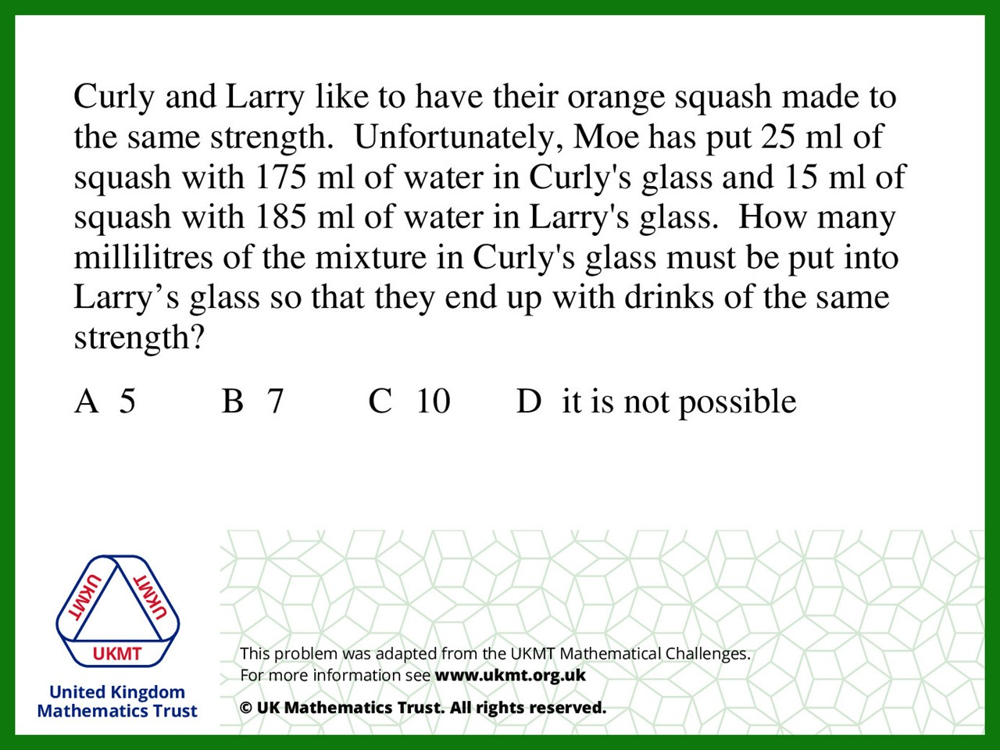 Curly and Larry like to have their orange squash made to
the same strength.  Unfortunately, Moe has put 25 ml of
squash with 175 ml of water in Curly's glass and 15 ml of
squash with 185 ml of water in Larry's glass.  How many
millilitres of the mixture in Curly's glass must be put into
Larry’s glass so that they end up with drinks of the same
strength?
A 5 B 7 C 10 D it is not possible
UKMT
UKMT
UKMT
United Kingdom
Mathematics Trust
This problem was adapted from the UKMT Mathematical Challenges.
For more information see www.ukmt.org.uk
© UK Mathematics Trust. All rights reserved.